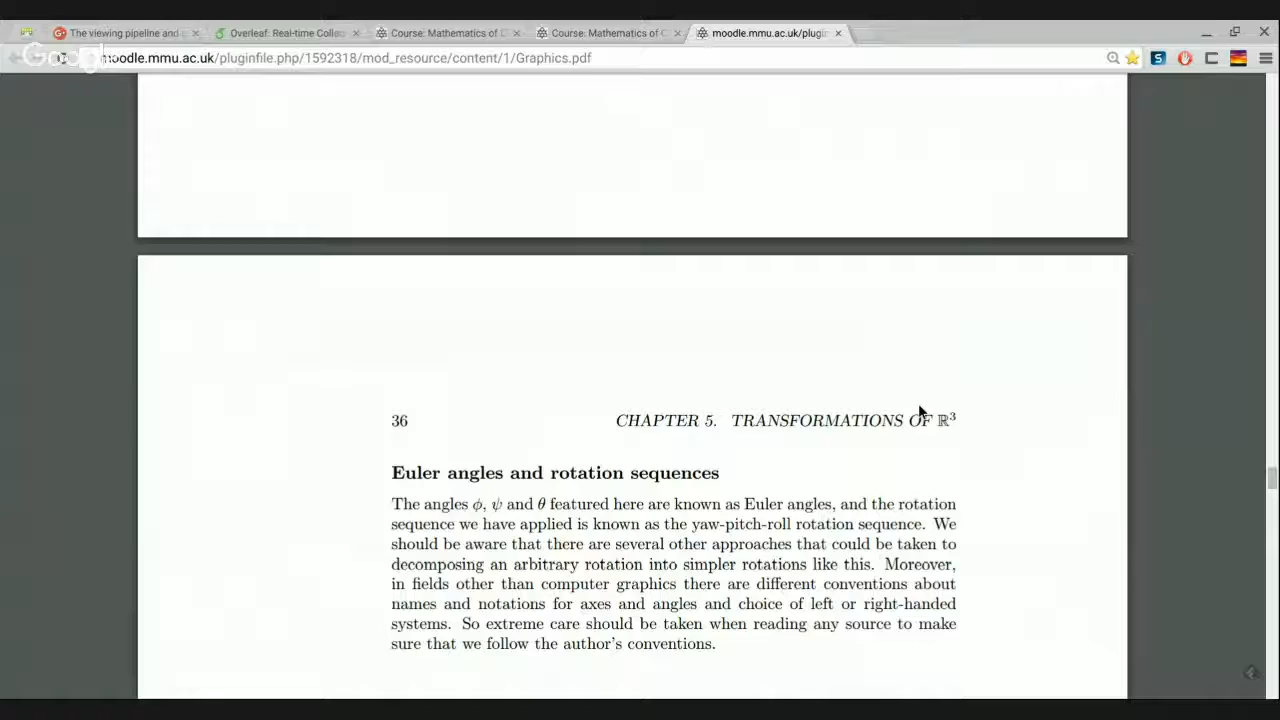 The viewing pipeline and
Overleaf: Real-time Colla
Course: Mathematics of
Course: Mathematics of
moodle.mmu.ac.uk/plugin
moodle.mmu.ac.uk/pluginfile.php/1592318/mod_resource/content/1/Graphics.pdf
36 CHAPTER 5. TRANSFORMATIONS OF ℝ³
Euler angles and rotation sequences
The angles ϕ, ψ and θ featured here are known as Euler angles, and the rotation
sequence we have applied is known as the yaw-pitch-roll rotation sequence. We
should be aware that there are several other approaches that could be taken to
decomposing an arbitrary rotation into simpler rotations like this. Moreover,
in fields other than computer graphics there are different conventions about
names and notations for axes and angles and choice of left or right-handed
systems. So extreme care should be taken when reading any source to make
sure that we follow the author's conventions.